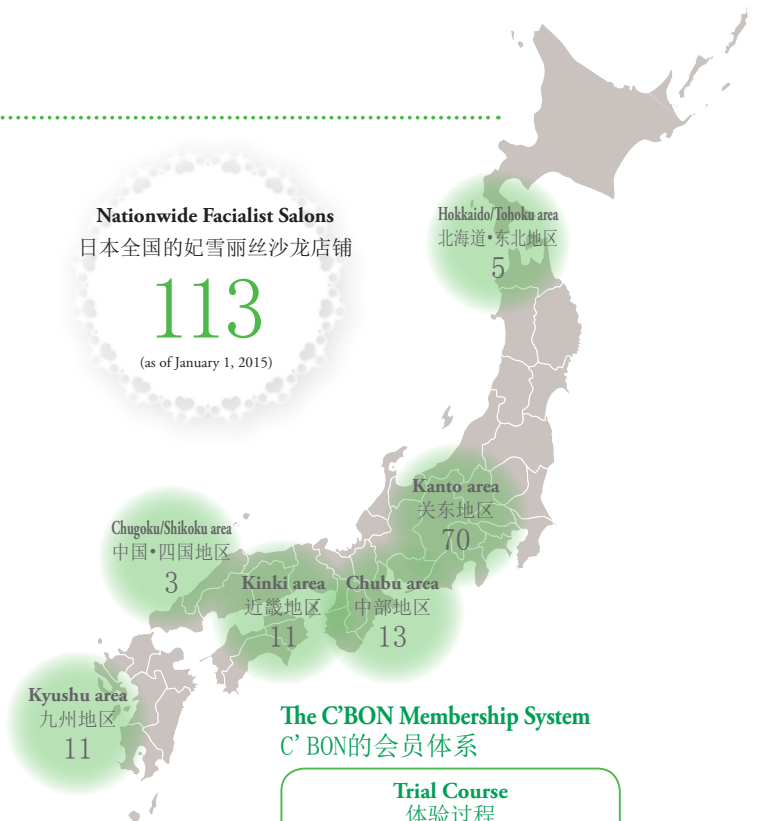 Nationwide Facialist Salons
日本全国的妃雪丽丝沙龙店铺
113
(as of January 1, 2015)
Hokkaido/Tohoku area
北海道•东北地区
5
Kanto area
关东地区
70
Chugoku/Shikoku area
中国•四国地区
3
Kinki area
近畿地区
11
Chubu area
中部地区
13
Kyushu area
九州地区
11
The C’BON Membership System
C’BON的会员体系
Trial Course
体验过程